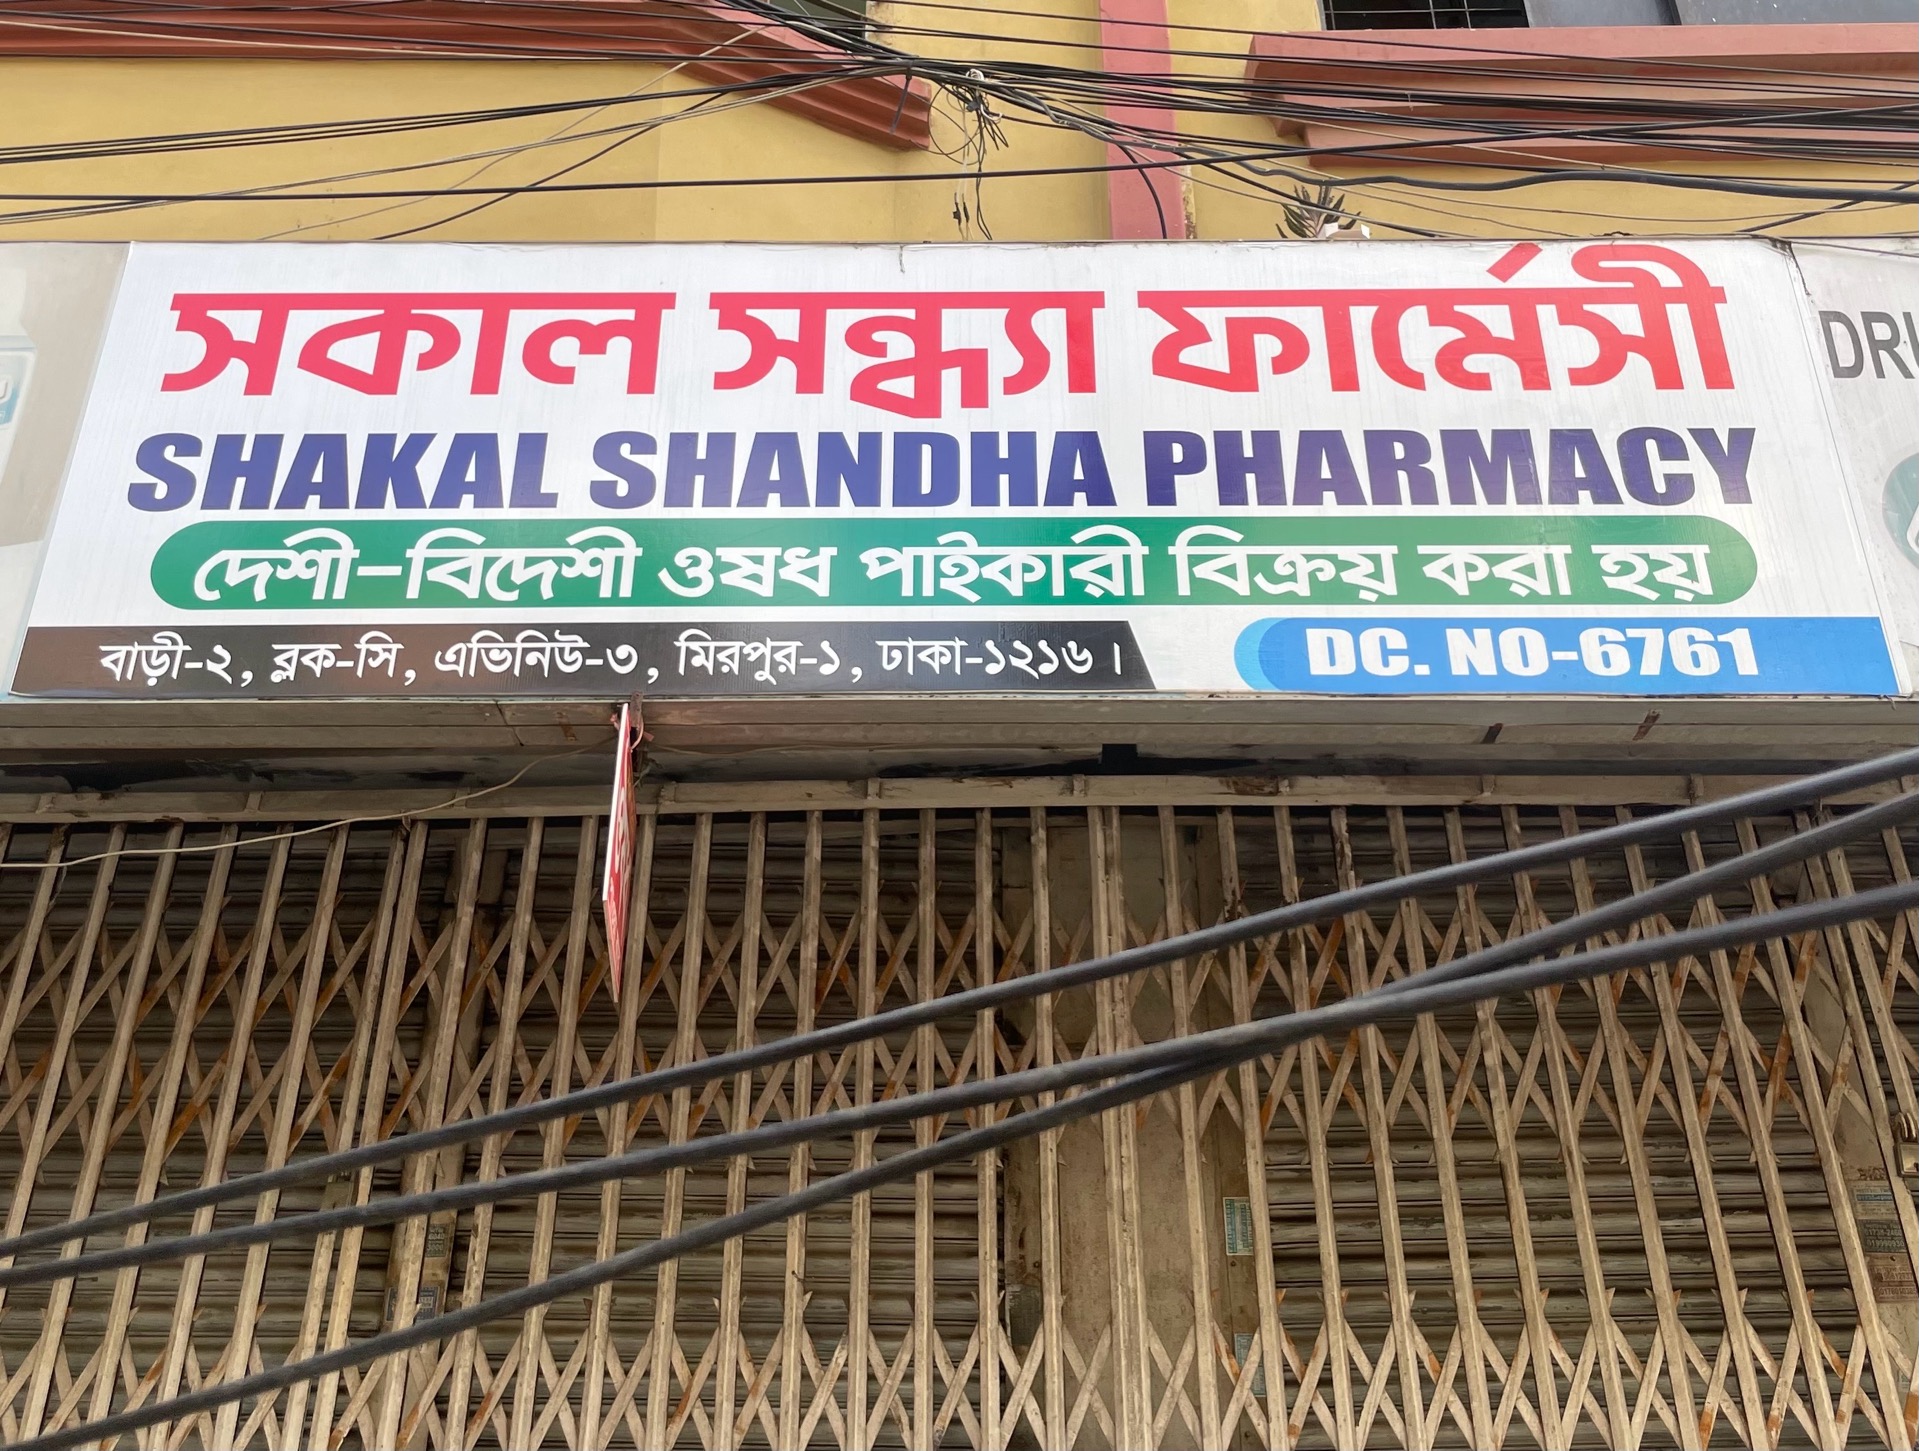 সকাল সন্ধ্যা ফার্মেসী
SHAKAL SHANDHA PHARMACY
দেশী-বিদেশী ওষধ পাইকারী বিক্রয় করা হয়
বাড়ী-২, ব্লক-সি, এভিনিউ-৩, মিরপুর-১, ঢাকা-১২১৬।
DC. NO-6761